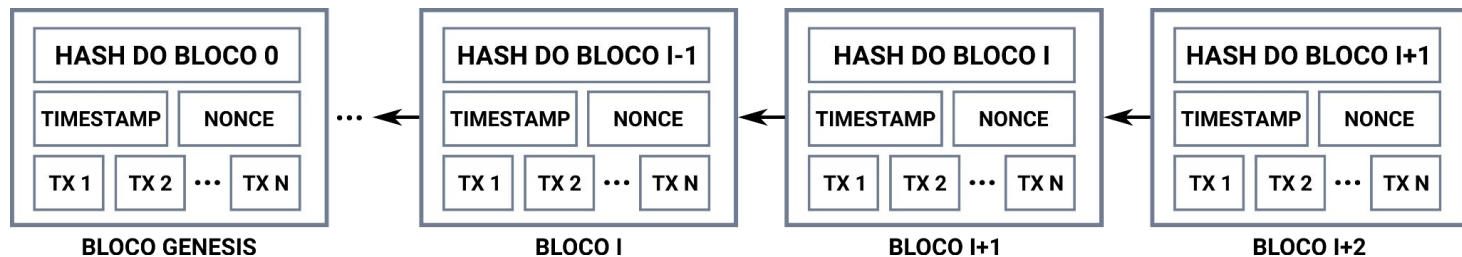 HASH DO BLOCO 0
TIMESTAMP NONCE
TX 1 TX 2 ... TX N
BLOCO GENESIS
...
HASH DO BLOCO I-1
TIMESTAMP NONCE
TX 1 TX 2 ... TX N
BLOCO I
HASH DO BLOCO I
TIMESTAMP NONCE
TX 1 TX 2 ... TX N
BLOCO I+1
HASH DO BLOCO I+1
TIMESTAMP NONCE
TX 1 TX 2 ... TX N
BLOCO I+2